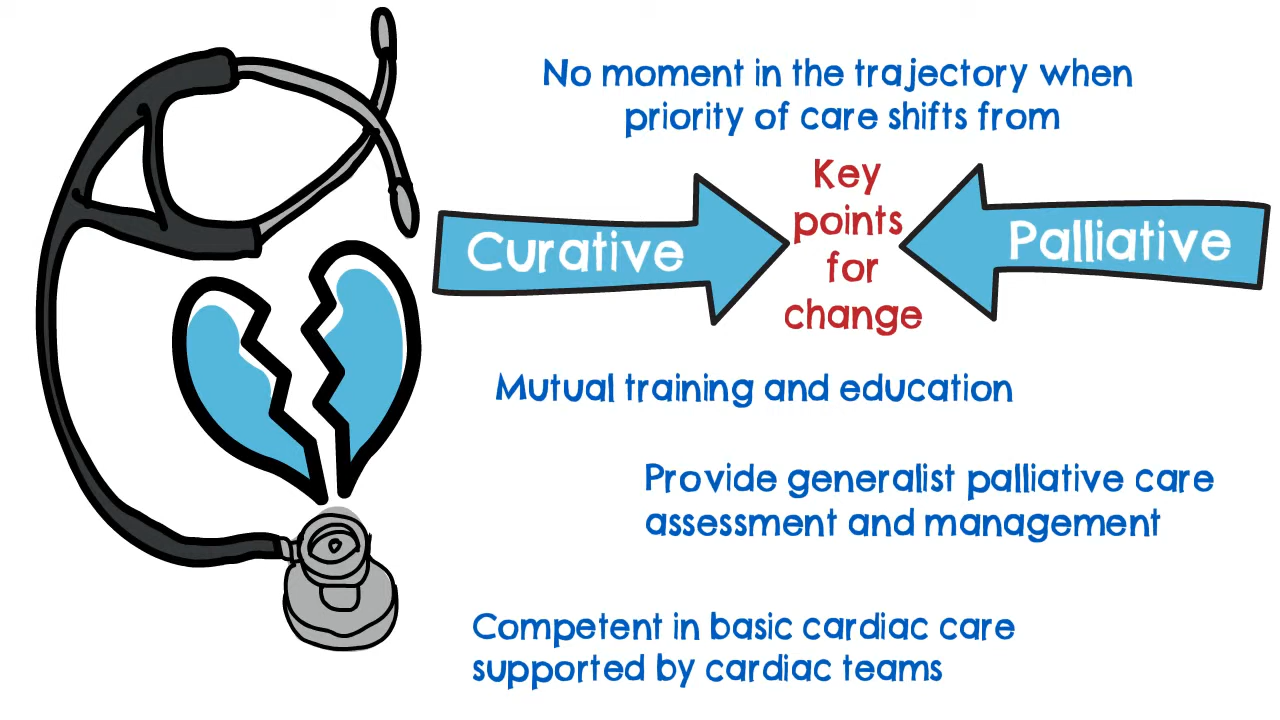 No moment in the trajectory when
priority of care shifts from
Curative
Key
points
for
change
Palliative
Mutual training and education
Provide generalist palliative care
assessment and management
Competent in basic cardiac care
supported by cardiac teams